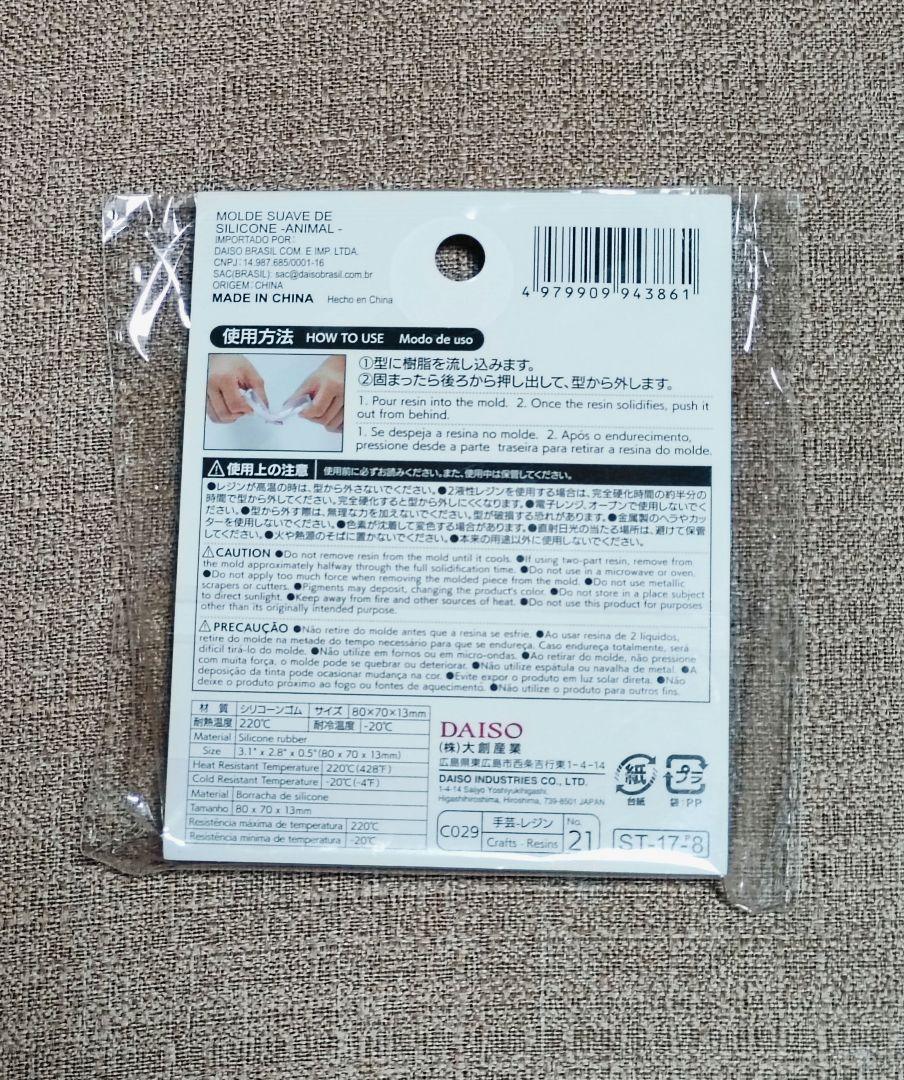 MOLDE SUAVE DE
SILICONE -ANIMAL -
IMPORTADO POR:
DAISO BRASIL COM. E IMP. LTDA.
CNPJ: 14.987.685/0001-16
SAC(BRASIL): sac@daisobrasil.com.br
ORIGEM: CHINA
MADE IN CHINA Hecho en China
4 979909 943861
使用方法 HOW TO USE Modo de uso
①型に樹脂を流し込みます。
②固まったら後ろから押し出して、型から外します。
1. Pour resin into the mold. 2. Once the resin solidifies, push it
out from behind.
1. Se despeja a resina no molde. 2. Após o endurecimento,
pressione desde a parte traseira para retirar a resina do molde.
⚠使用上の注意 使用前に必ずお読みください。また、使用中は保管してください。
●レジンが高温の時は、型から外さないでください。●2液性レジンを使用する場合は、完全硬化時間の約半分の
時間で型から外してください。完全硬化すると型から外しにくくなります。●電子レンジ、オーブンで使用しないでく
ださい。●型から外す際は、無理な力を加えないでください。型が破損する恐れがあります。●金属製のヘラやカッ
ターを使用しないでください。●色素が沈着して変色する場合があります。●直射日光の当たる場所は、避けて保管
してください。●火や熱源のそばに置かないでください。●本来の用途以外に使用しないでください。
⚠CAUTION ●Do not remove resin from the mold until it cools. ●If using two-part resin, remove from
the mold approximately halfway through the full solidification time. ●Do not use in a microwave or oven.
●Do not apply too much force when removing the molded piece from the mold. ●Do not use metallic
scrapers or cutters. ●Pigments may deposit, changing the product's color. ●Do not store in a place subject
to direct sunlight. ●Keep away from fire and other sources of heat. ●Do not use this product for purposes
other than its originally intended purpose.
⚠PRECAUÇÃO ●Não retire do molde antes que a resina se esfrie. ●Ao usar resina de 2 líquidos,
retire do molde na metade do tempo necessário para que se endureça. Caso endureça totalmente, será
difícil tirá-lo do molde. ●Não utilize em fornos ou em micro-ondas. ●Ao retirar do molde, não pressione
com muita força, o molde pode se quebrar ou deteriorar. ●Não utilize espátula ou navalha de metal. ●A
deposição da tinta pode ocasionar mudança na cor. ●Evite expor o produto em luz solar direta. ●Não
deixe o produto próximo ao fogo ou fontes de aquecimento. ●Não utilize o produto para outros fins.
材 質 シリコーンゴム サイズ 80×70×13mm
耐熱温度 220℃ 耐冷温度 -20℃
Material Silicone rubber
Size 3.1" x 2.8" x 0.5"(80 x 70 x 13mm)
Heat Resistant Temperature 220℃(428℉)
Cold Resistant Temperature -20℃(-4℉)
Material Borracha de silicone
Tamanho 80 x 70 x 13mm
Resistência máxima de temperatura 220℃
Resistência mínima de temperatura -20℃
DAISO
(株)大創産業
広島県東広島市西条吉行東1-4-14
DAISO INDUSTRIES CO., LTD.
1-4-14 Saijo Yoshiyukihigashi,
Higashihiroshima, Hiroshima, 739-8501 JAPAN
紙
台紙
プラ
袋:PP
C029 手芸-レジン Crafts - Resins No. 21
ST-17-P8